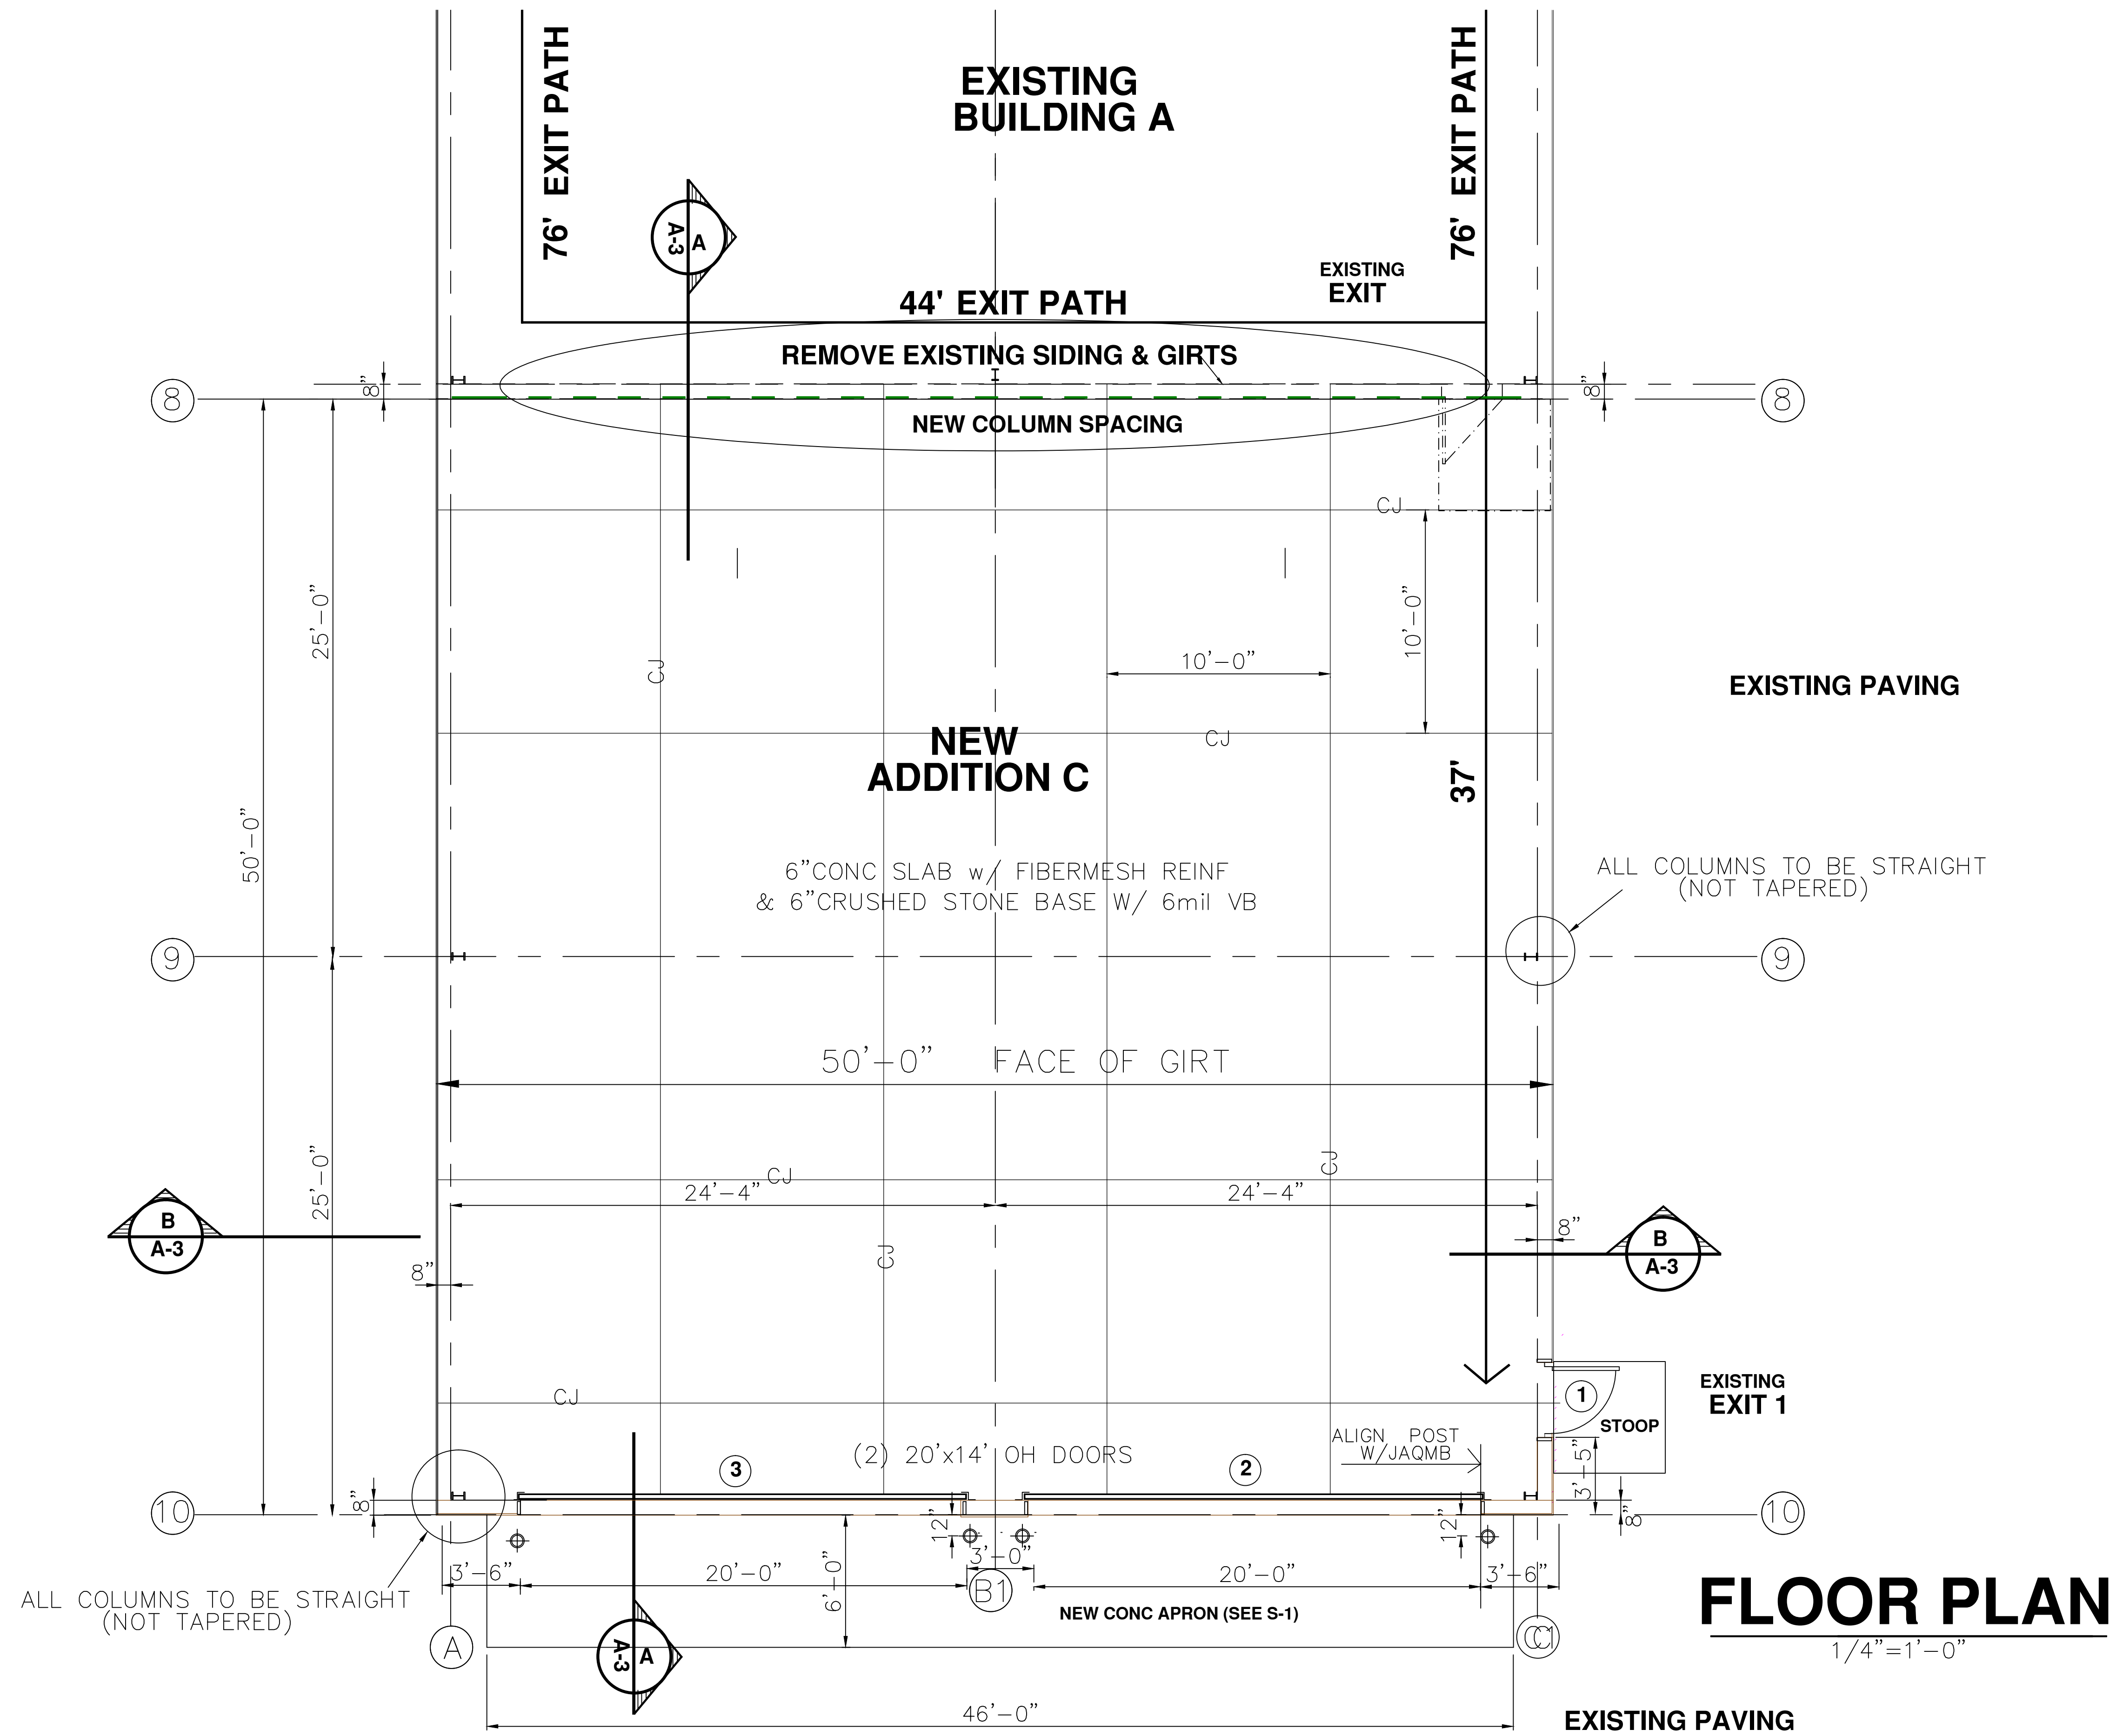 76' EXIT PATH
EXISTING
BUILDING A
76' EXIT PATH
A-3
A
EXISTING
EXIT
44' EXIT PATH
REMOVE EXISTING SIDING & GIRTS
8
8"
8"
8
NEW COLUMN SPACING
CJ
25'-0"
10'-0"
CJ
10'-0"
EXISTING PAVING
CJ
NEW
ADDITION C
37'
50'-0"
6"CONC SLAB w/ FIBERMESH REINF
& 6"CRUSHED STONE BASE W/ 6mil VB
ALL COLUMNS TO BE STRAIGHT
(NOT TAPERED)
9
9
50'-0" FACE OF GIRT
25'-0"
CJ
CJ
24'-4"
24'-4"
B
A-3
8"
B
A-3
8"
CJ
EXISTING
EXIT 1
1
STOOP
CJ
(2) 20'x14' OH DOORS
ALIGN POST
W/JAQMB
3
2
3'-5"
10
8"
8"
10
12"
12"
3'-0"
3'-6"
20'-0"
6'-0"
B1
20'-0"
3'-6"
ALL COLUMNS TO BE STRAIGHT
(NOT TAPERED)
NEW CONC APRON (SEE S-1)
FLOOR PLAN
1/4"=1'-0"
A
A-3
A
C1
46'-0"
EXISTING PAVING